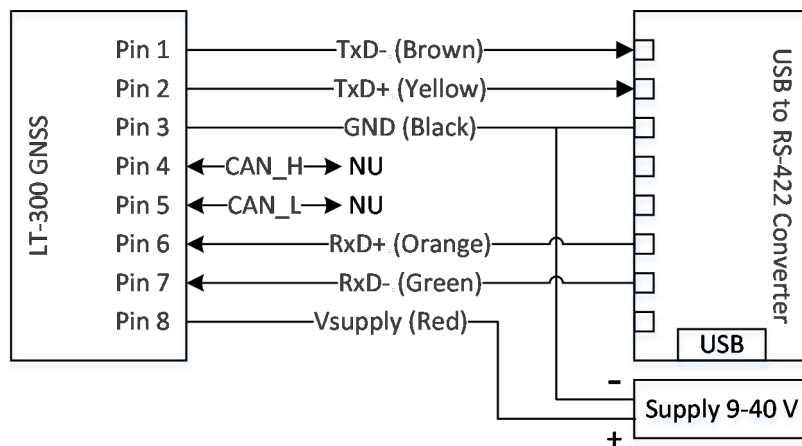 LT-300 GNSS
Pin 1 TxD- (Brown)
Pin 2 TxD+ (Yellow)
Pin 3 GND (Black)
Pin 4 CAN_H NU
Pin 5 CAN_L NU
Pin 6 RxD+ (Orange)
Pin 7 RxD- (Green)
Pin 8 Vsupply (Red)
USB to RS-422 Converter
USB
-
Supply 9-40 V
+